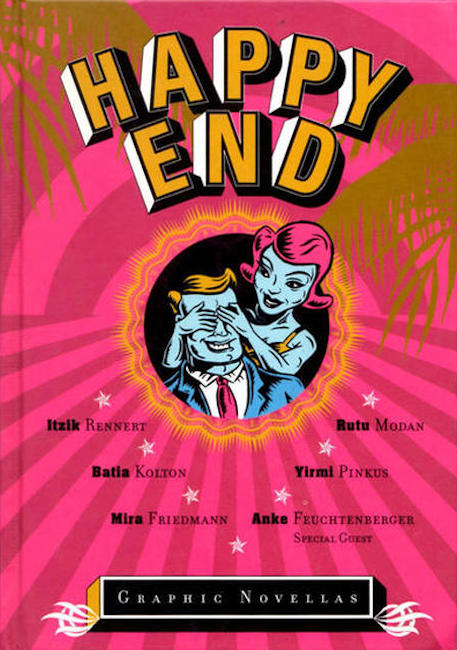 HAPPY
END
Itzik RENNERT
Rutu MODAN
Batia KOLTON
Yirmi PINKUS
Mira FRIEDMANN
Anke FEUCHTENBERGER
SPECIAL GUEST
GRAPHIC NOVELLAS